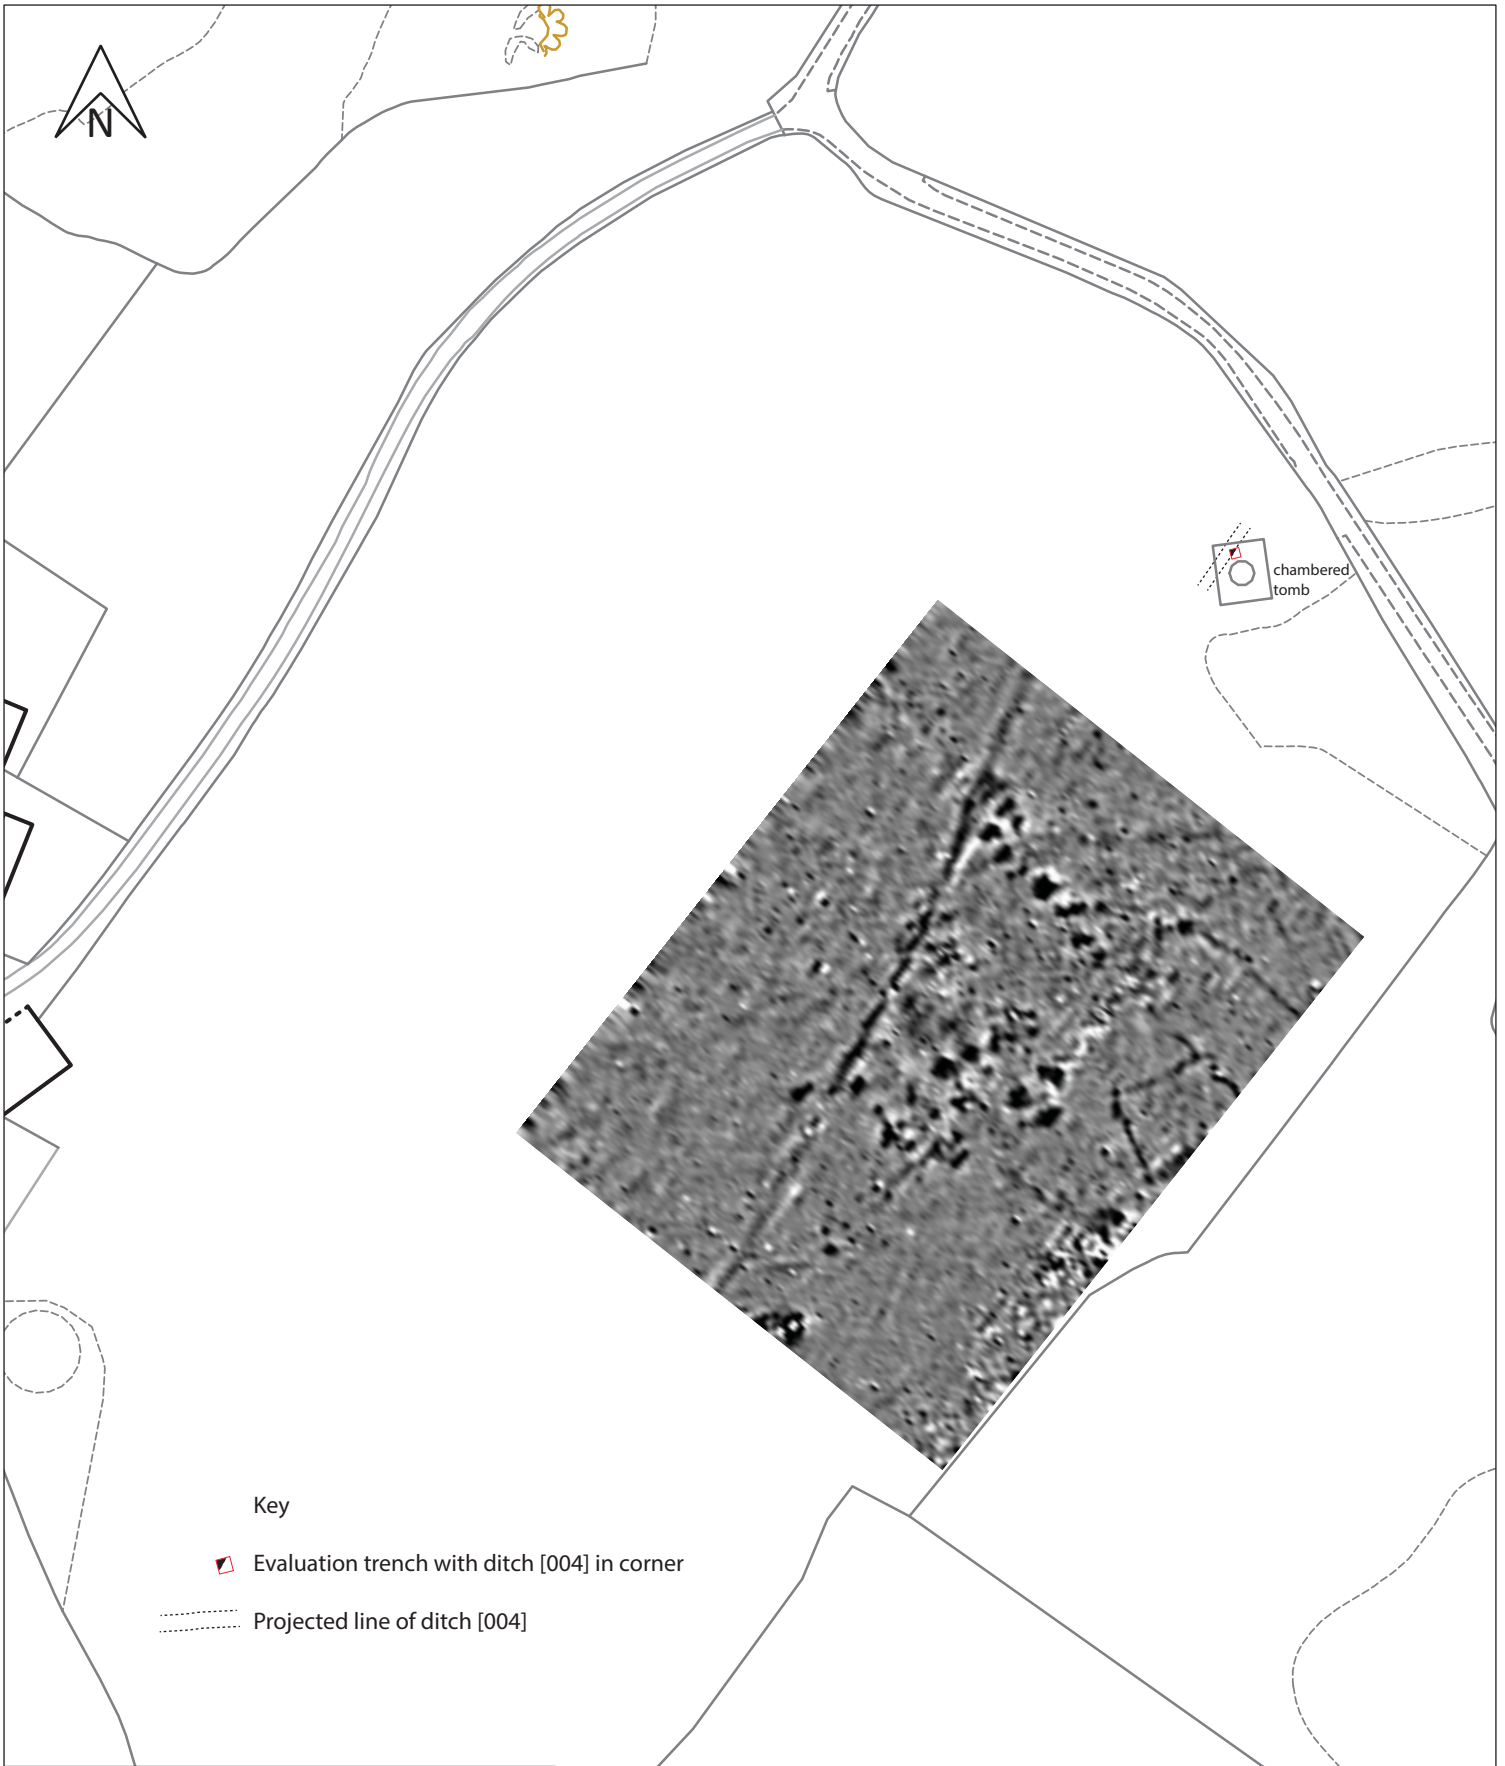 N
chambered
tomb
Key
Evaluation trench with ditch [004] in corner
Projected line of ditch [004]